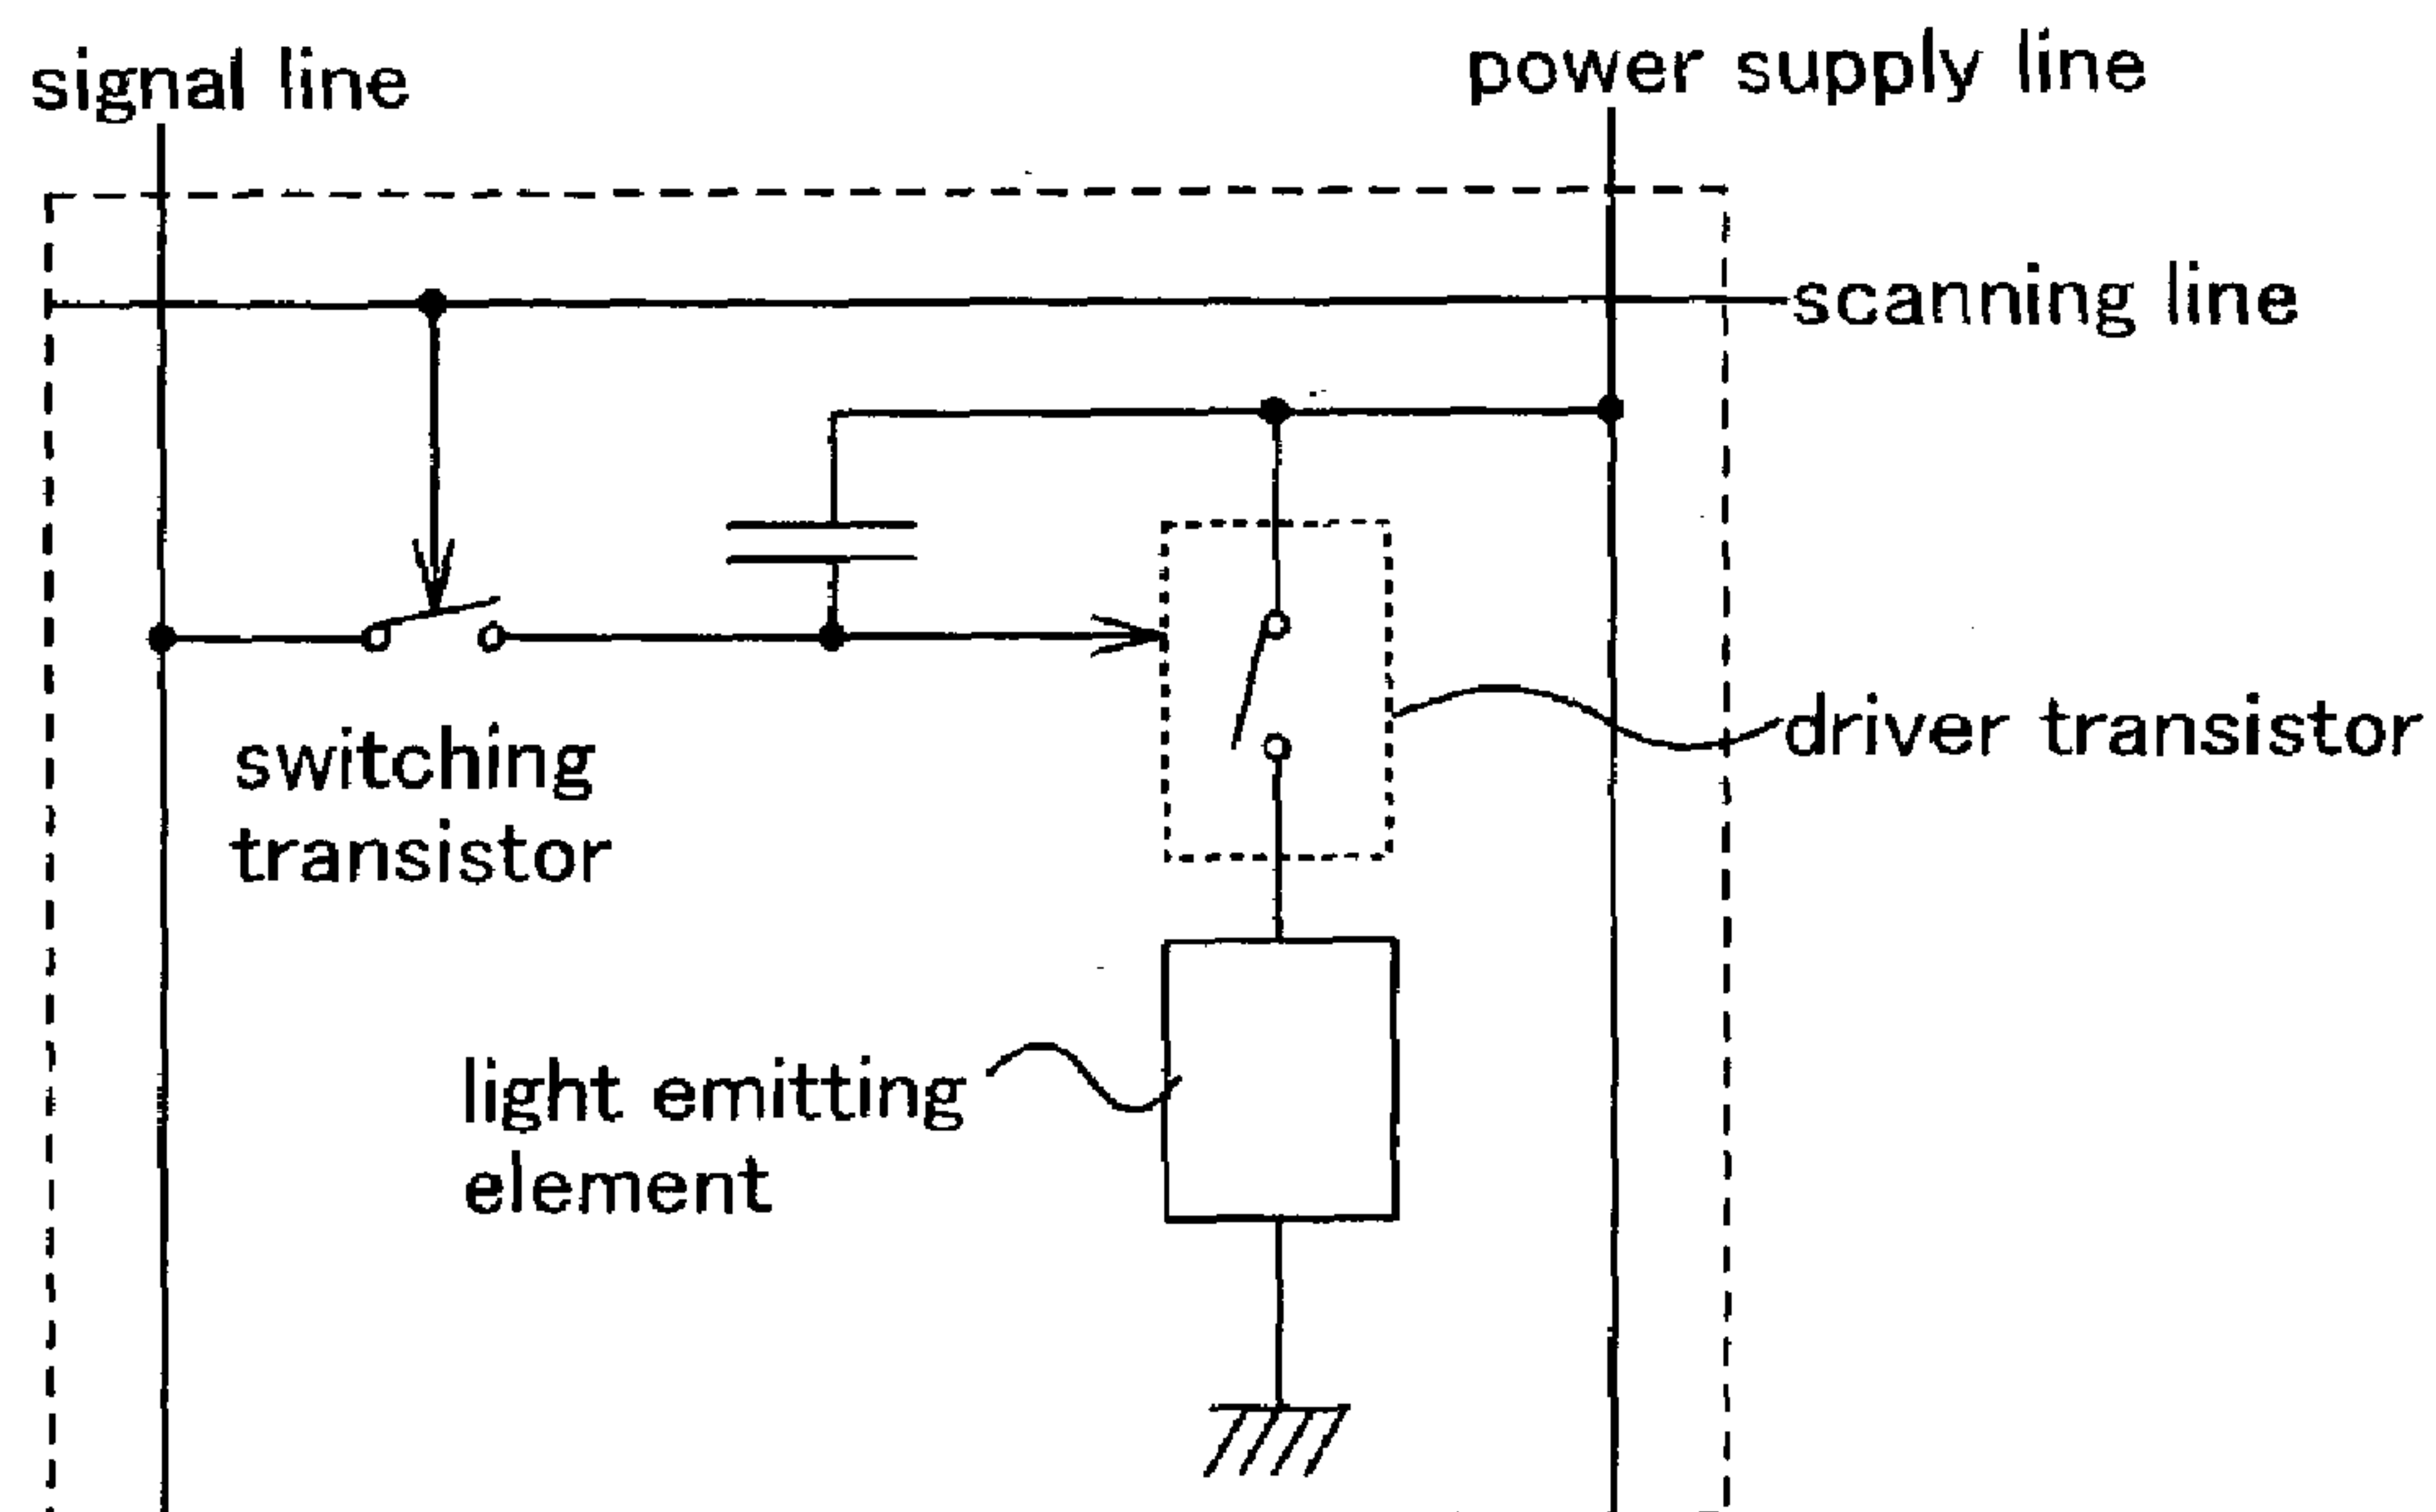 signal line
power supply line
scanning line
driver transistor
switching
transistor
light emitting
element